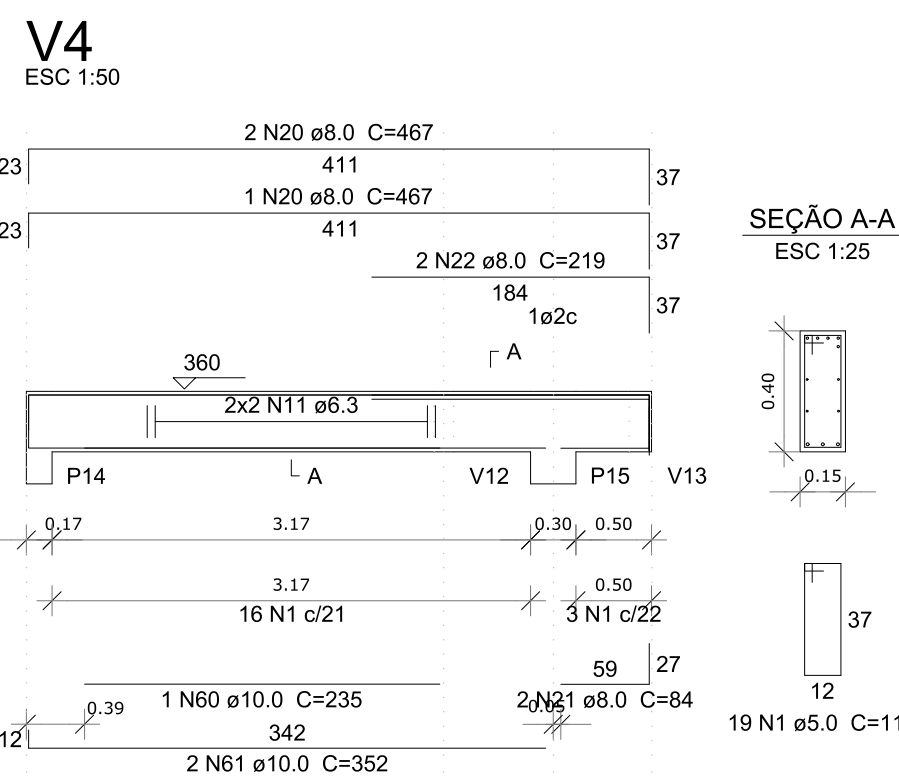 V4
ESC 1:50
2 N20 ø8.0 C=467
23
411
37
1 N20 ø8.0 C=467
23
411
37
SEÇÃO A-A
ESC 1:25
2 N22 ø8.0 C=219
184
37
1ø2c
A
360
2x2 N11 ø6.3
0.40
P14
A
V12
P15
V13
0.15
0.17
3.17
0.30
0.50
3.17
0.50
16 N1 c/21
3 N1 c/22
37
59
27
12
1 N60 ø10.0 C=235
2 N21 ø8.0 C=84
0.39
0.05
19 N1 ø5.0 C=11
12
342
2 N61 ø10.0 C=352